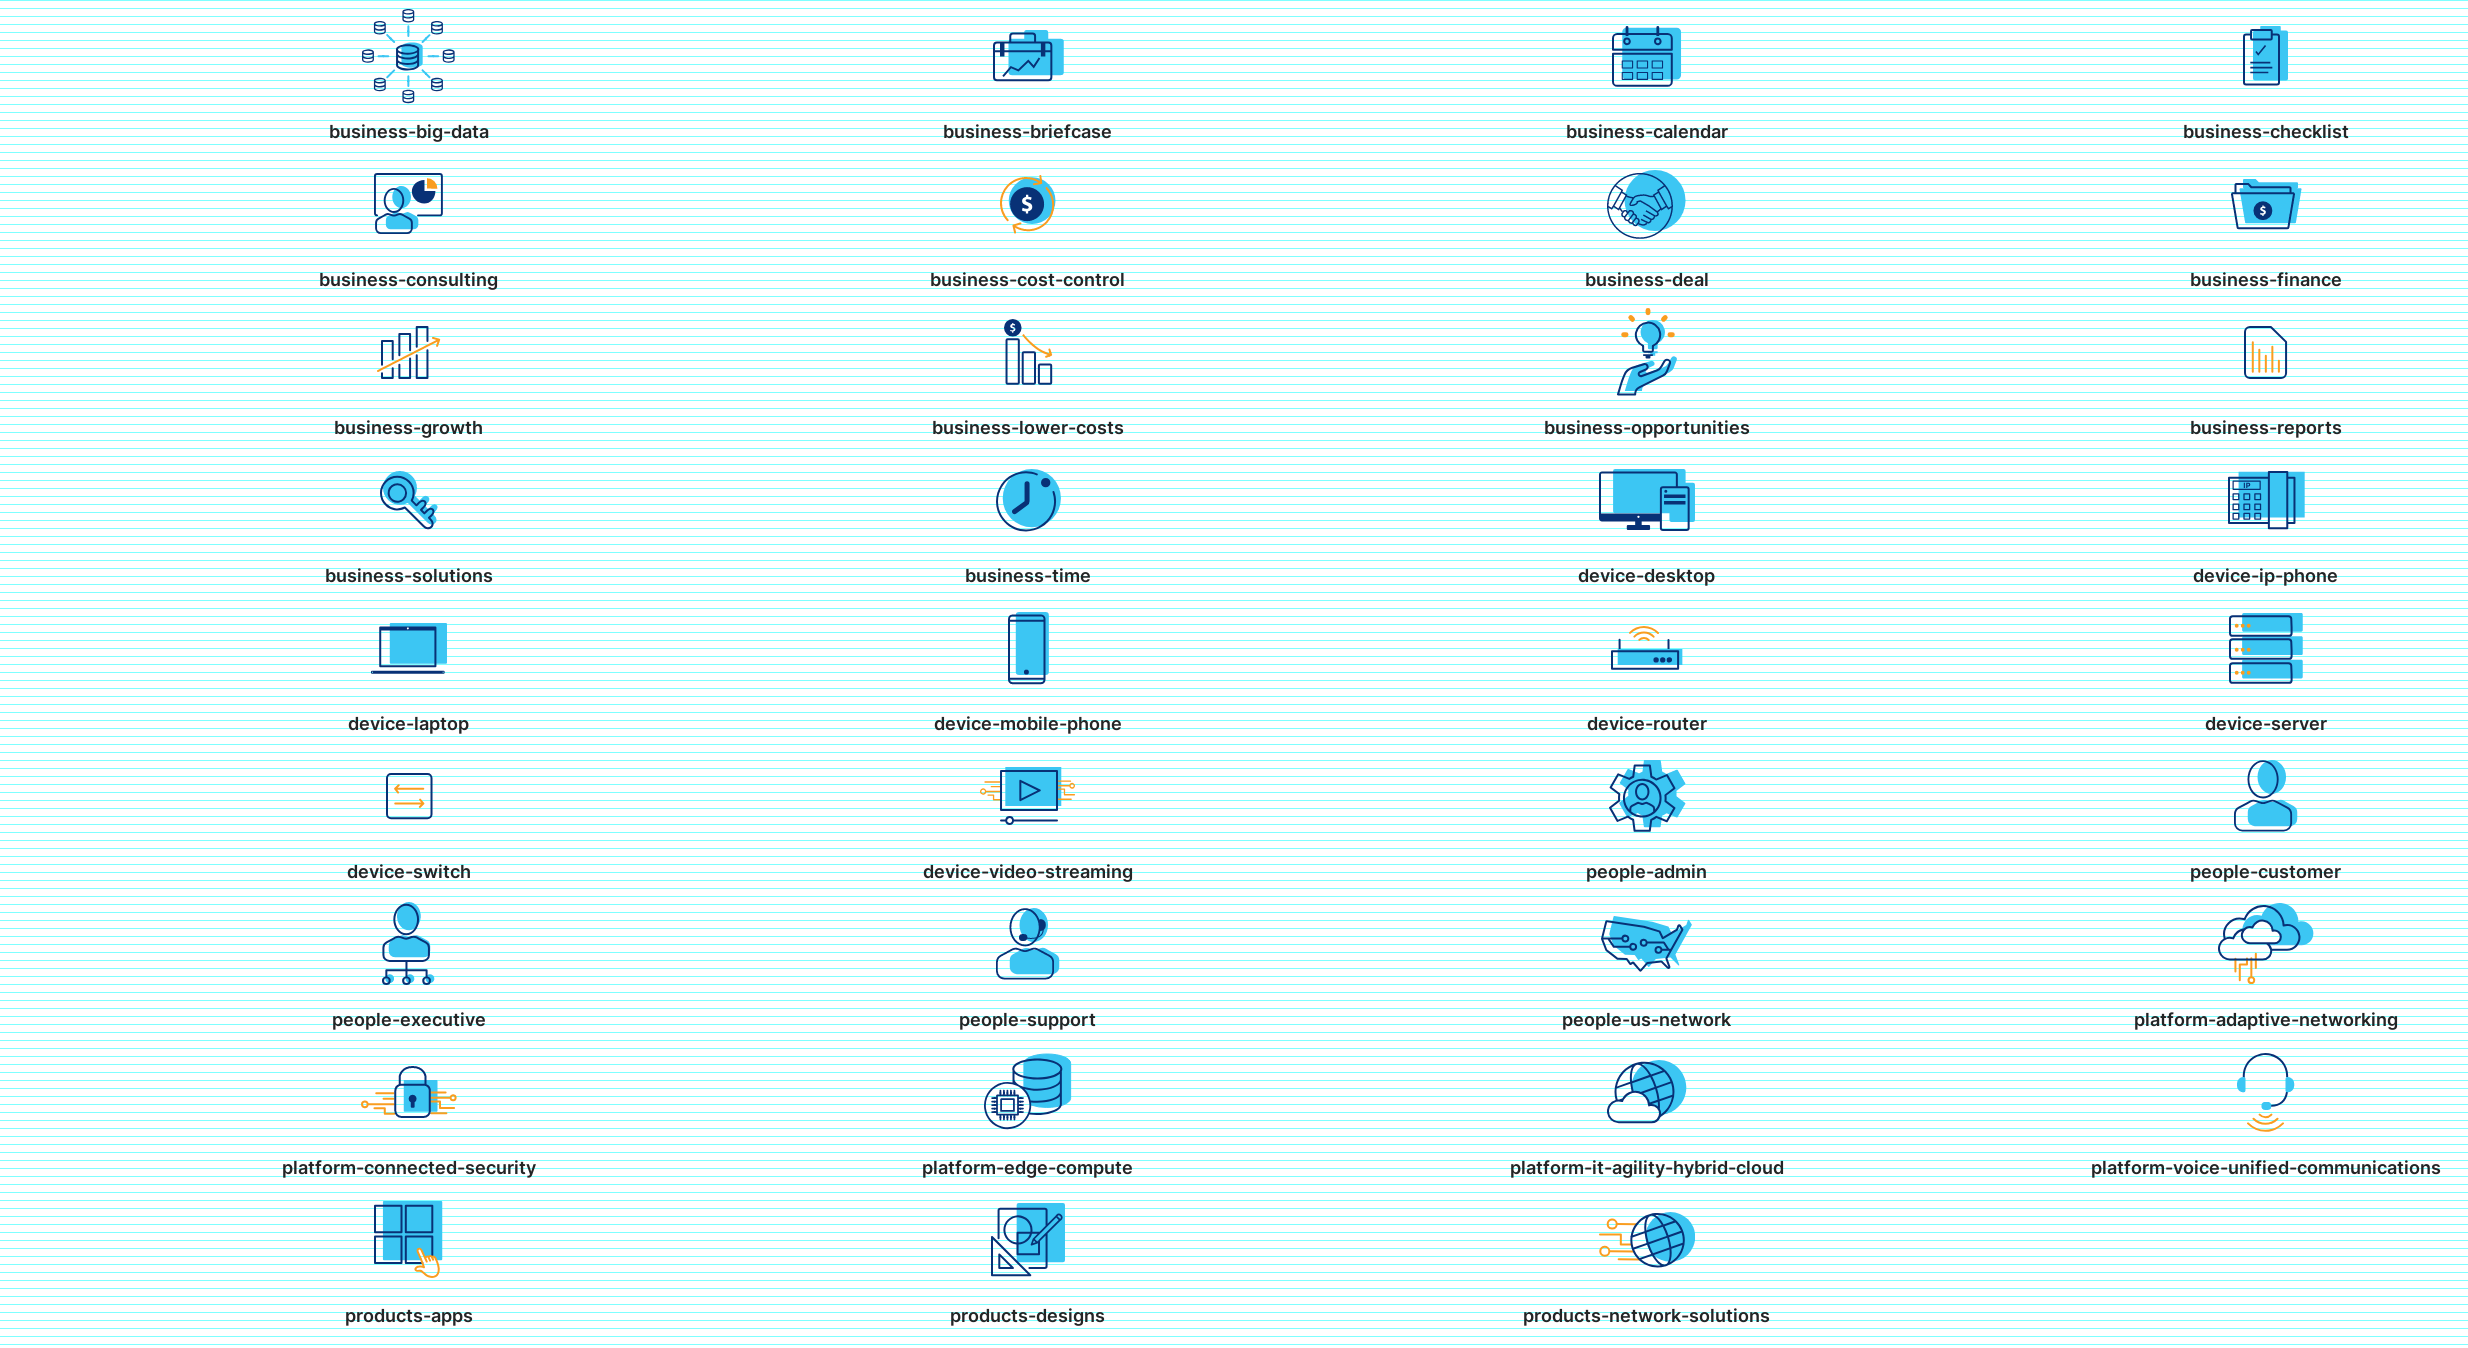 business-big-data
business-briefcase
business-calendar
business-checklist
$
$
business-consulting
business-cost-control
business-deal
business-finance
$
business-growth
business-lower-costs
business-opportunities
business-reports
IP
business-solutions
business-time
device-desktop
device-ip-phone
device-laptop
device-mobile-phone
device-router
device-server
device-switch
device-video-streaming
people-admin
people-customer
people-executive
people-support
people-us-network
platform-adaptive-networking
platform-connected-security
platform-edge-compute
platform-it-agility-hybrid-cloud
platform-voice-unified-communications
products-apps
products-designs
products-network-solutions